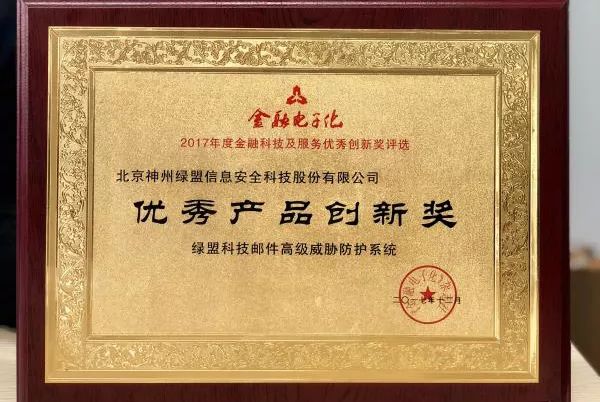 金融电子化
2017年度金融科技及服务优秀创新奖评选
北京神州绿盟信息安全科技股份有限公司
优秀产品创新奖
绿盟科技邮件高级威胁防护系统
二〇一七年十二月